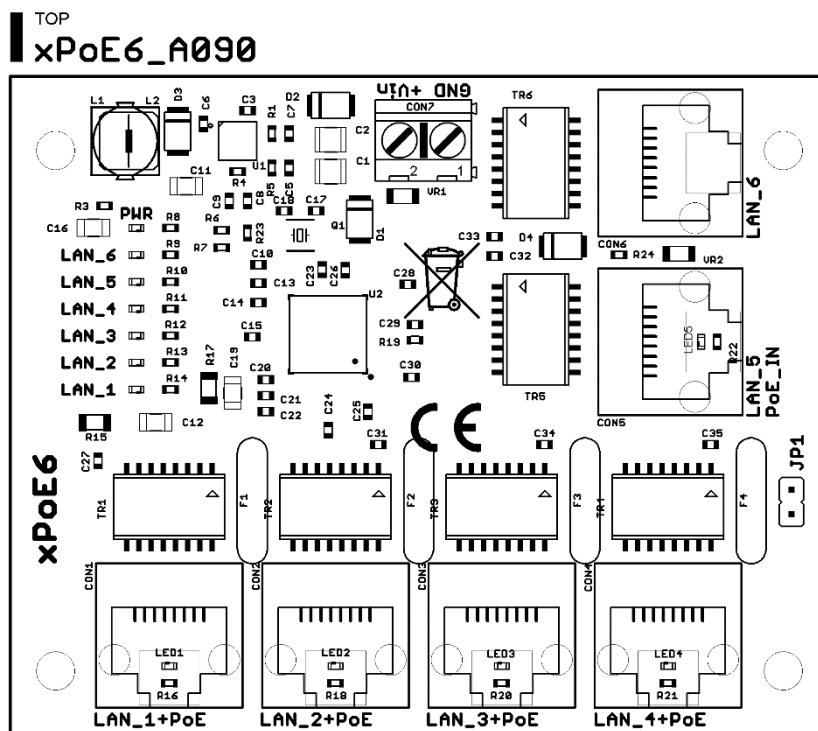 TOP
xPoE6_A090
L1
L2
D3
C6
C3
R1
C7
D2
GND +Vin
CON7
TR6
C2
C1
U1
C11
R4
R5
C5
2
1
VR1
LAN_6
R3
C9
C8
C18
C17
PWR
C16
R8
R6
R23
Q1
D1
C33
D4
CON6
LAN_6
R9
R7
C10
C32
R24
VR2
LAN_5
R10
C13
C23
C26
C28
LAN_4
R11
C14
U2
LAN_3
R12
C15
C29
R19
LED5
R22
LAN_2
R13
R17
C19
C20
C30
LAN_5
PoE_IN
LAN_1
R14
C21
C22
C24
C25
TR5
CON5
R15
C12
C31
CE
C34
C35
JP1
C27
xPoE6
TR1
F1
TR2
F2
TR3
F3
TR4
F4
CON1
CON2
CON3
CON4
LED1
LED2
LED3
LED4
R16
R18
R20
R21
LAN_1+PoE
LAN_2+PoE
LAN_3+PoE
LAN_4+PoE